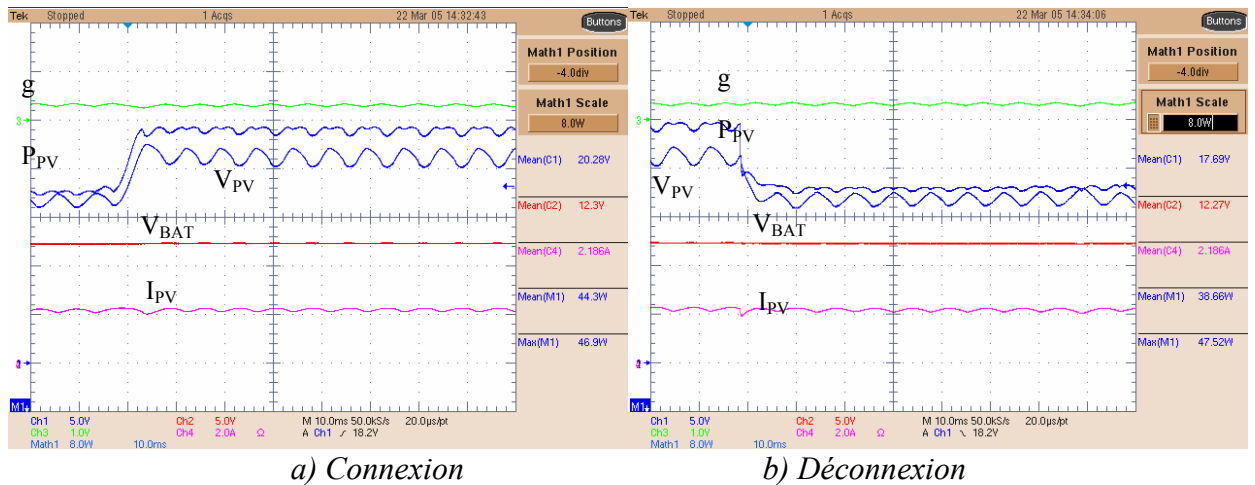 Tek Stopped 1 Acqs 22 Mar 05 14:32:43
Buttons
Math1 Position
-4.0div
Math1 Scale
8.0W
Mean(C1) 20.28V
Mean(C2) 12.3V
Mean(C4) 2.186A
Mean(M1) 44.3W
Max(M1) 46.9W
g
3
PPV
VPV
VBAT
IPV
M1
Ch1 5.0V Ch2 5.0V M 10.0ms 50.0kS/s 20.0µs/pt
Ch3 1.0V Ch4 2.0A Ω A Ch1 ⁄ 18.2V
Math1 8.0W 10.0ms
a) Connexion
Tek Stopped 1 Acqs 22 Mar 05 14:34:06
Buttons
Math1 Position
-4.0div
Math1 Scale
8.0W
Mean(C1) 17.69V
Mean(C2) 12.27V
Mean(C4) 2.186A
Mean(M1) 38.66W
Max(M1) 47.52W
g
3
PPV
VPV
VBAT
IPV
M1
Ch1 5.0V Ch2 5.0V M 10.0ms 50.0kS/s 20.0µs/pt
Ch3 1.0V Ch4 2.0A Ω A Ch1 \ 18.2V
Math1 8.0W 10.0ms
b) Déconnexion